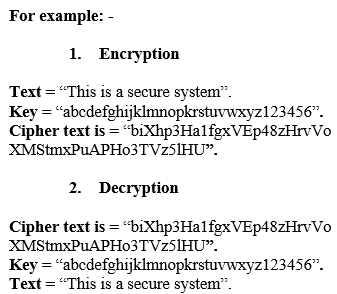 For example: -
1. Encryption
Text = “This is a secure system”.
Key = “abcdefghijklmnopkrstuvwxyz123456”.
Cipher text is = “biXhp3Ha1fgxVEp48zHrvVo
XMStmxPuAPHo3TVz5lHU”.
2. Decryption
Cipher text is = “biXhp3Ha1fgxVEp48zHrvVo
XMStmxPuAPHo3TVz5lHU”.
Key = “abcdefghijklmnopkrstuvwxyz123456”.
Text = “This is a secure system”.